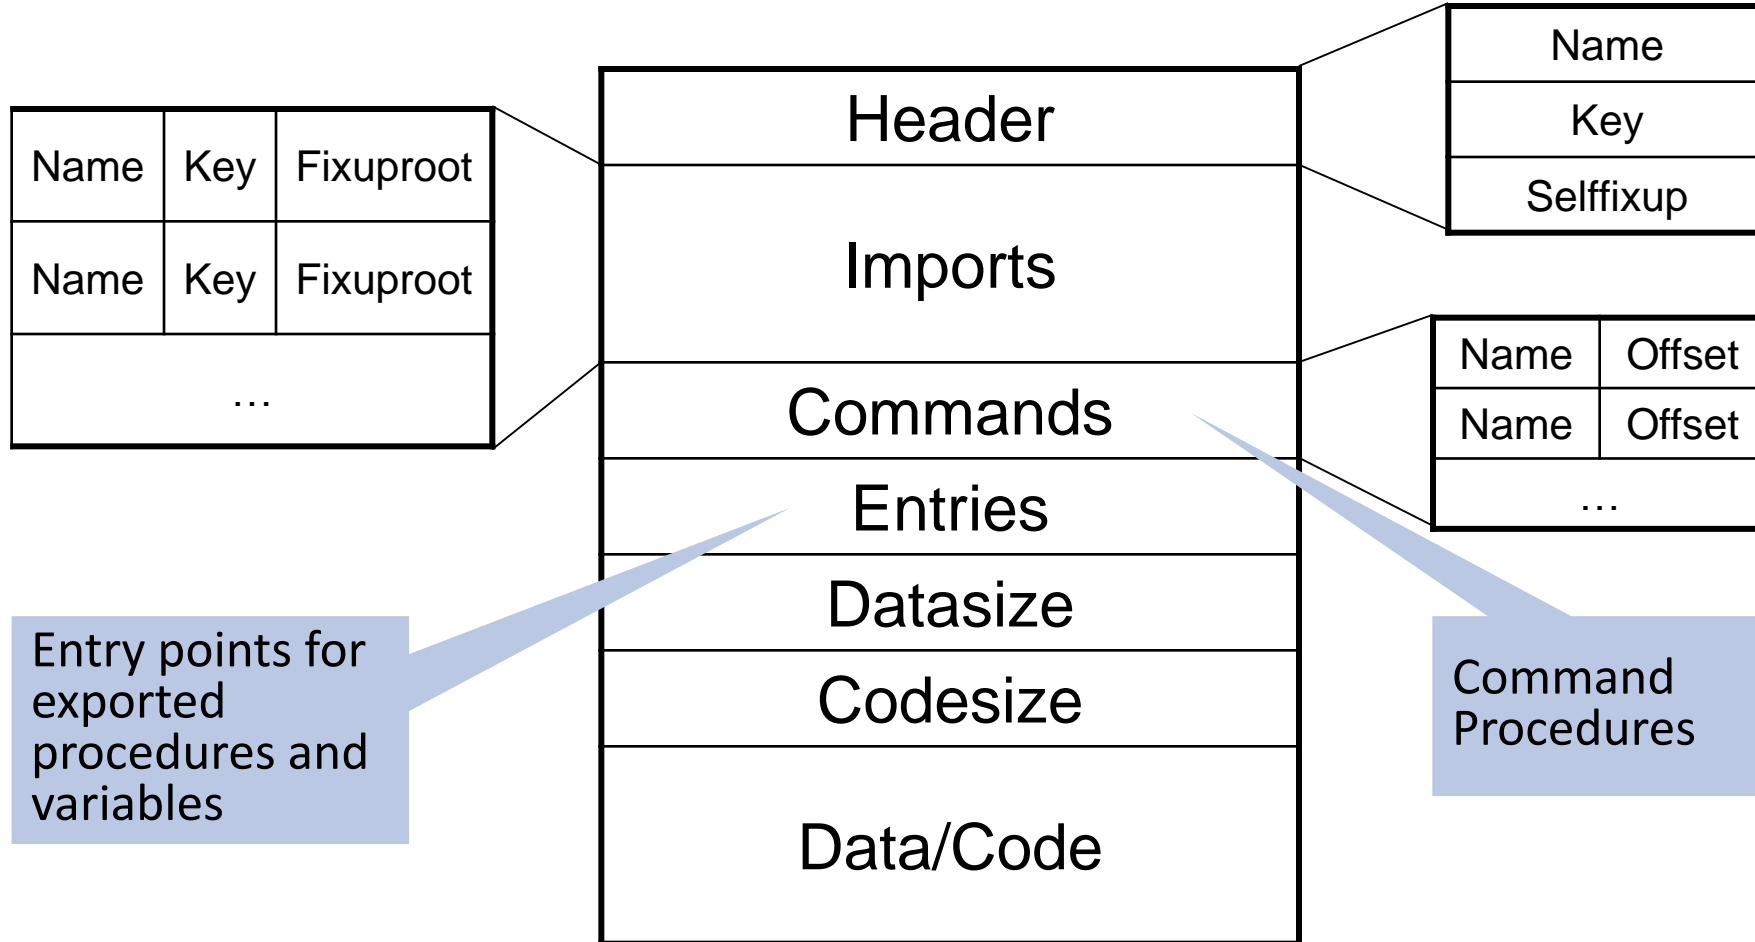 Name Key Fixuproot
Name Key Fixuproot
…
Header
Imports
Commands
Entries
Datasize
Codesize
Data/Code
Name
Key
Selffixup
Name Offset
Name Offset
…
Entry points for
exported
procedures and
variables
Command
Procedures